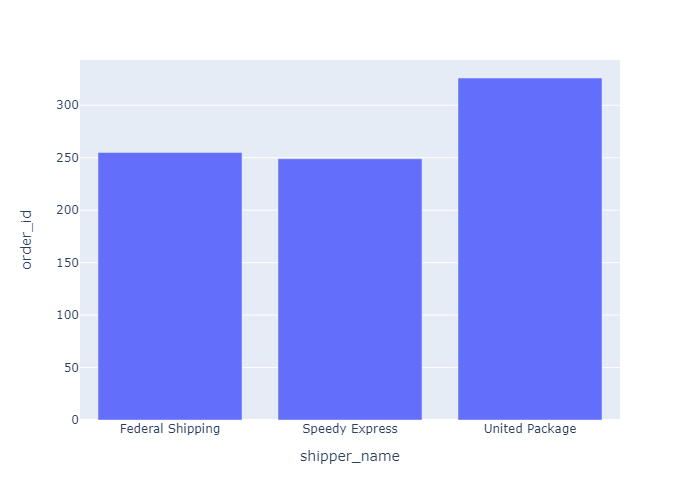 order_id
300
250
200
150
100
50
0
Federal Shipping
Speedy Express
United Package
shipper_name